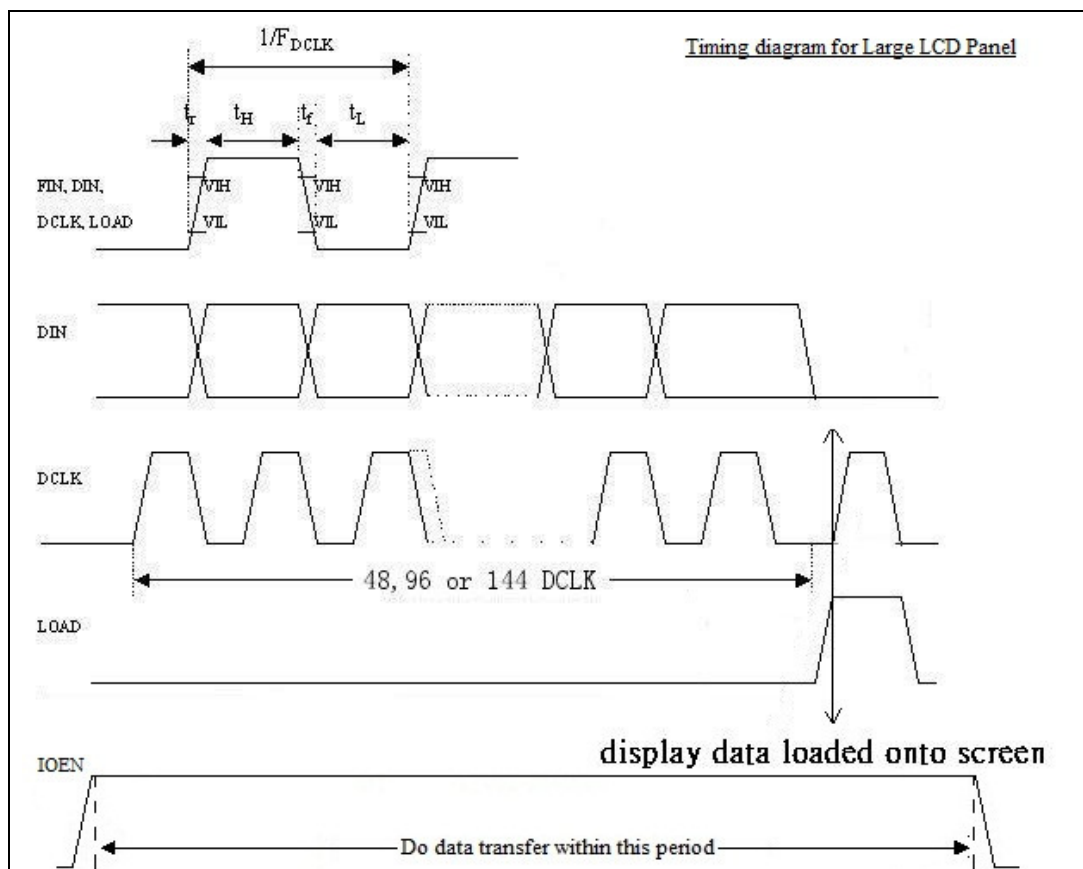 1/FDCLK
Timing diagram for Large LCD Panel
tr tH tf tL
FIN, DIN,
VIH VIH VIH
DCLK, LOAD
VIL VIL VIL
DIN
DCLK
48,96 or 144 DCLK
LOAD
display data loaded onto screen
IOEN
Do data transfer within this period